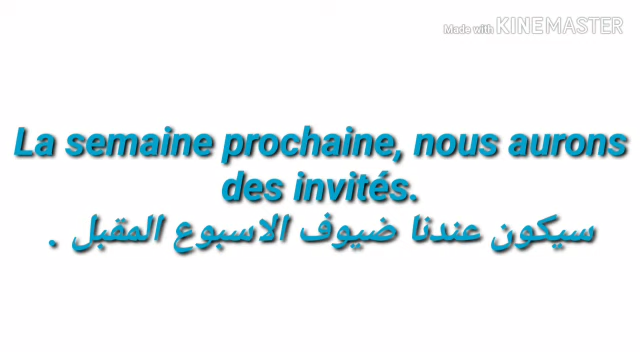 Made with KINEMASTER
La semaine prochaine, nous aurons
des invités.
سيكون عندنا ضيوف الاسبوع المقبل .